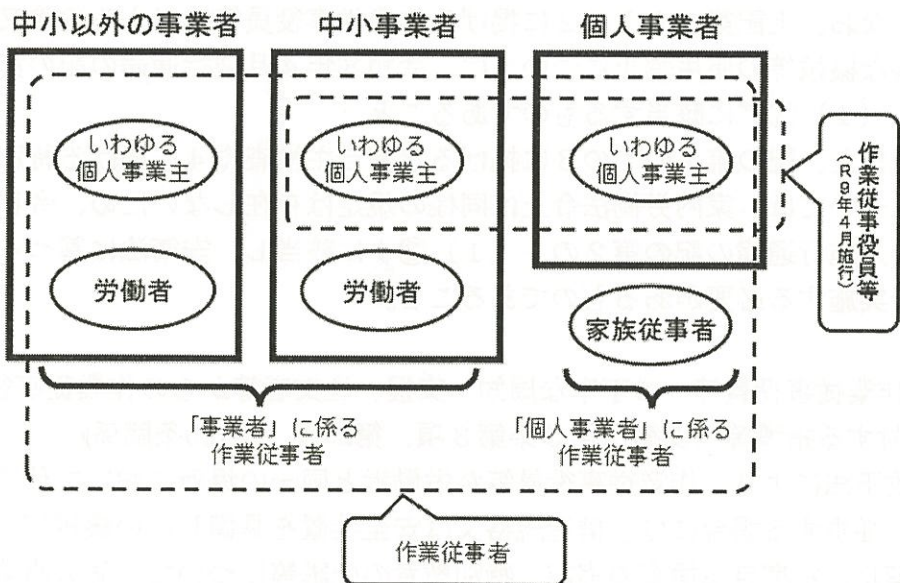 中小以外の事業者
中小事業者
個人事業者
いわゆる
個人事業主
いわゆる
個人事業主
いわゆる
個人事業主
労働者
労働者
家族従事者
作業従事役員等
（R9年4月施行）
「事業者」に係る
作業従事者
「個人事業者」に係る
作業従事者
作業従事者